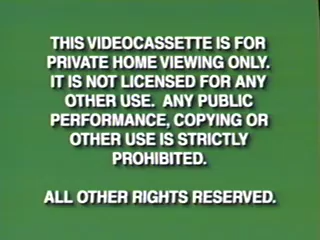 THIS VIDEOCASSETTE IS FOR
PRIVATE HOME VIEWING ONLY.
IT IS NOT LICENSED FOR ANY
OTHER USE. ANY PUBLIC
PERFORMANCE, COPYING OR
OTHER USE IS STRICTLY
PROHIBITED.
ALL OTHER RIGHTS RESERVED.